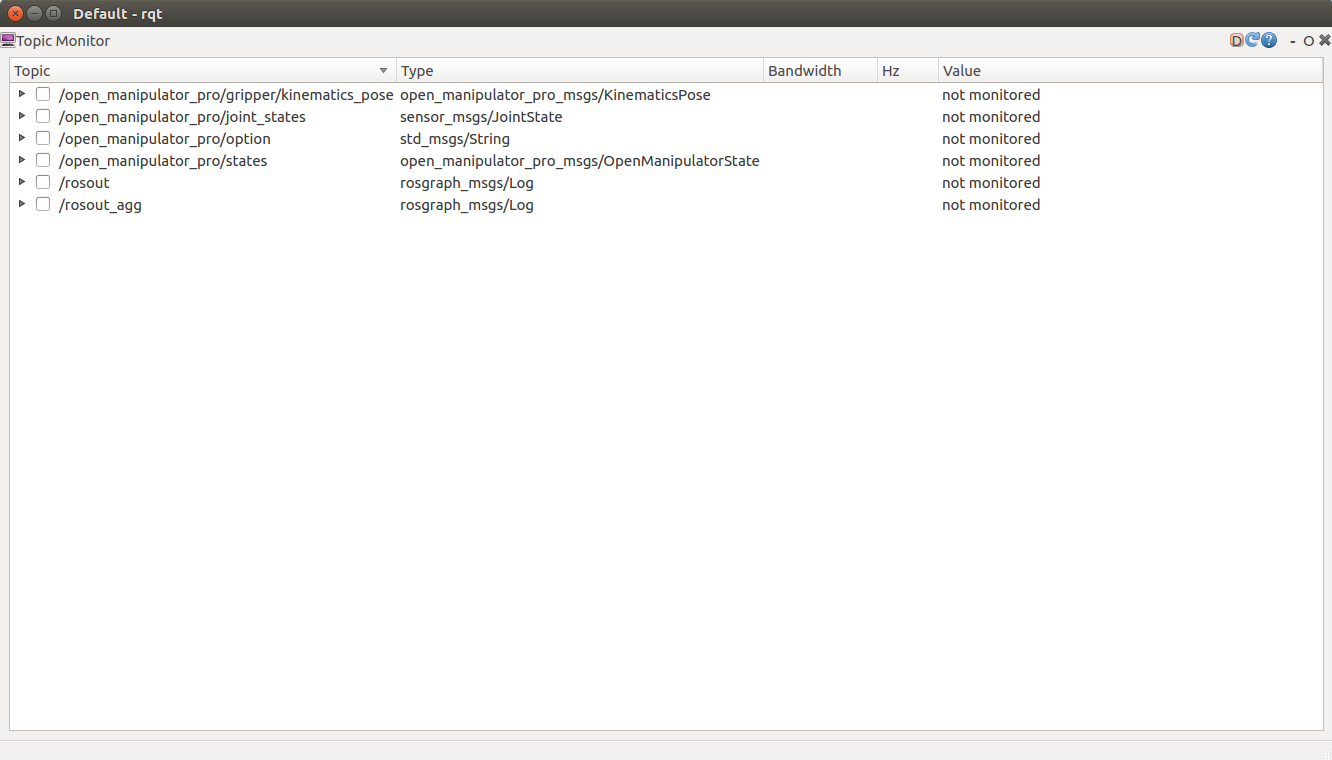 Default - rqt
Topic Monitor D ? - O
Topic Type Bandwidth Hz Value
/open_manipulator_pro/gripper/kinematics_pose open_manipulator_pro_msgs/KinematicsPose not monitored
/open_manipulator_pro/joint_states sensor_msgs/JointState not monitored
/open_manipulator_pro/option std_msgs/String not monitored
/open_manipulator_pro/states open_manipulator_pro_msgs/OpenManipulatorState not monitored
/rosout rosgraph_msgs/Log not monitored
/rosout_agg rosgraph_msgs/Log not monitored